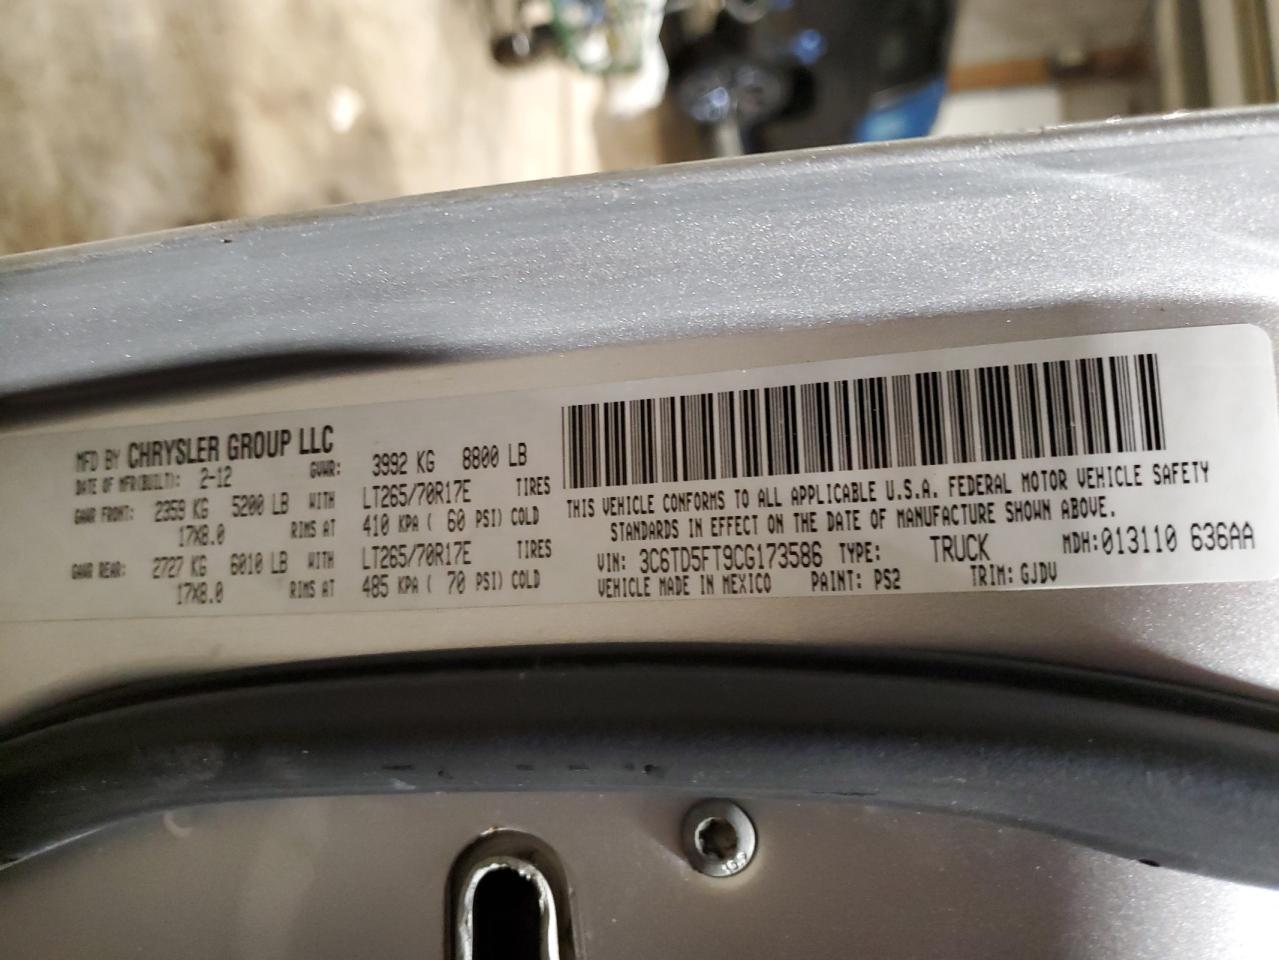 MFD BY CHRYSLER GROUP LLC
DATE OF MFR(BUILT): 2-12 GVWR: 3992 KG 8800 LB
GAWR FRONT: 2359 KG 5200 LB WITH LT265/70R17E TIRES
17X8.0 RIMS AT 410 KPA ( 60 PSI) COLD
GAWR REAR: 2727 KG 6010 LB WITH LT265/70R17E TIRES
17X8.0 RIMS AT 485 KPA ( 70 PSI) COLD
THIS VEHICLE CONFORMS TO ALL APPLICABLE U.S.A. FEDERAL MOTOR VEHICLE SAFETY
STANDARDS IN EFFECT ON THE DATE OF MANUFACTURE SHOWN ABOVE.
VIN: 3C6TD5FT9CG173586 TYPE: TRUCK MDH:013110 636AA
VEHICLE MADE IN MEXICO PAINT: PS2 TRIM:GJDV